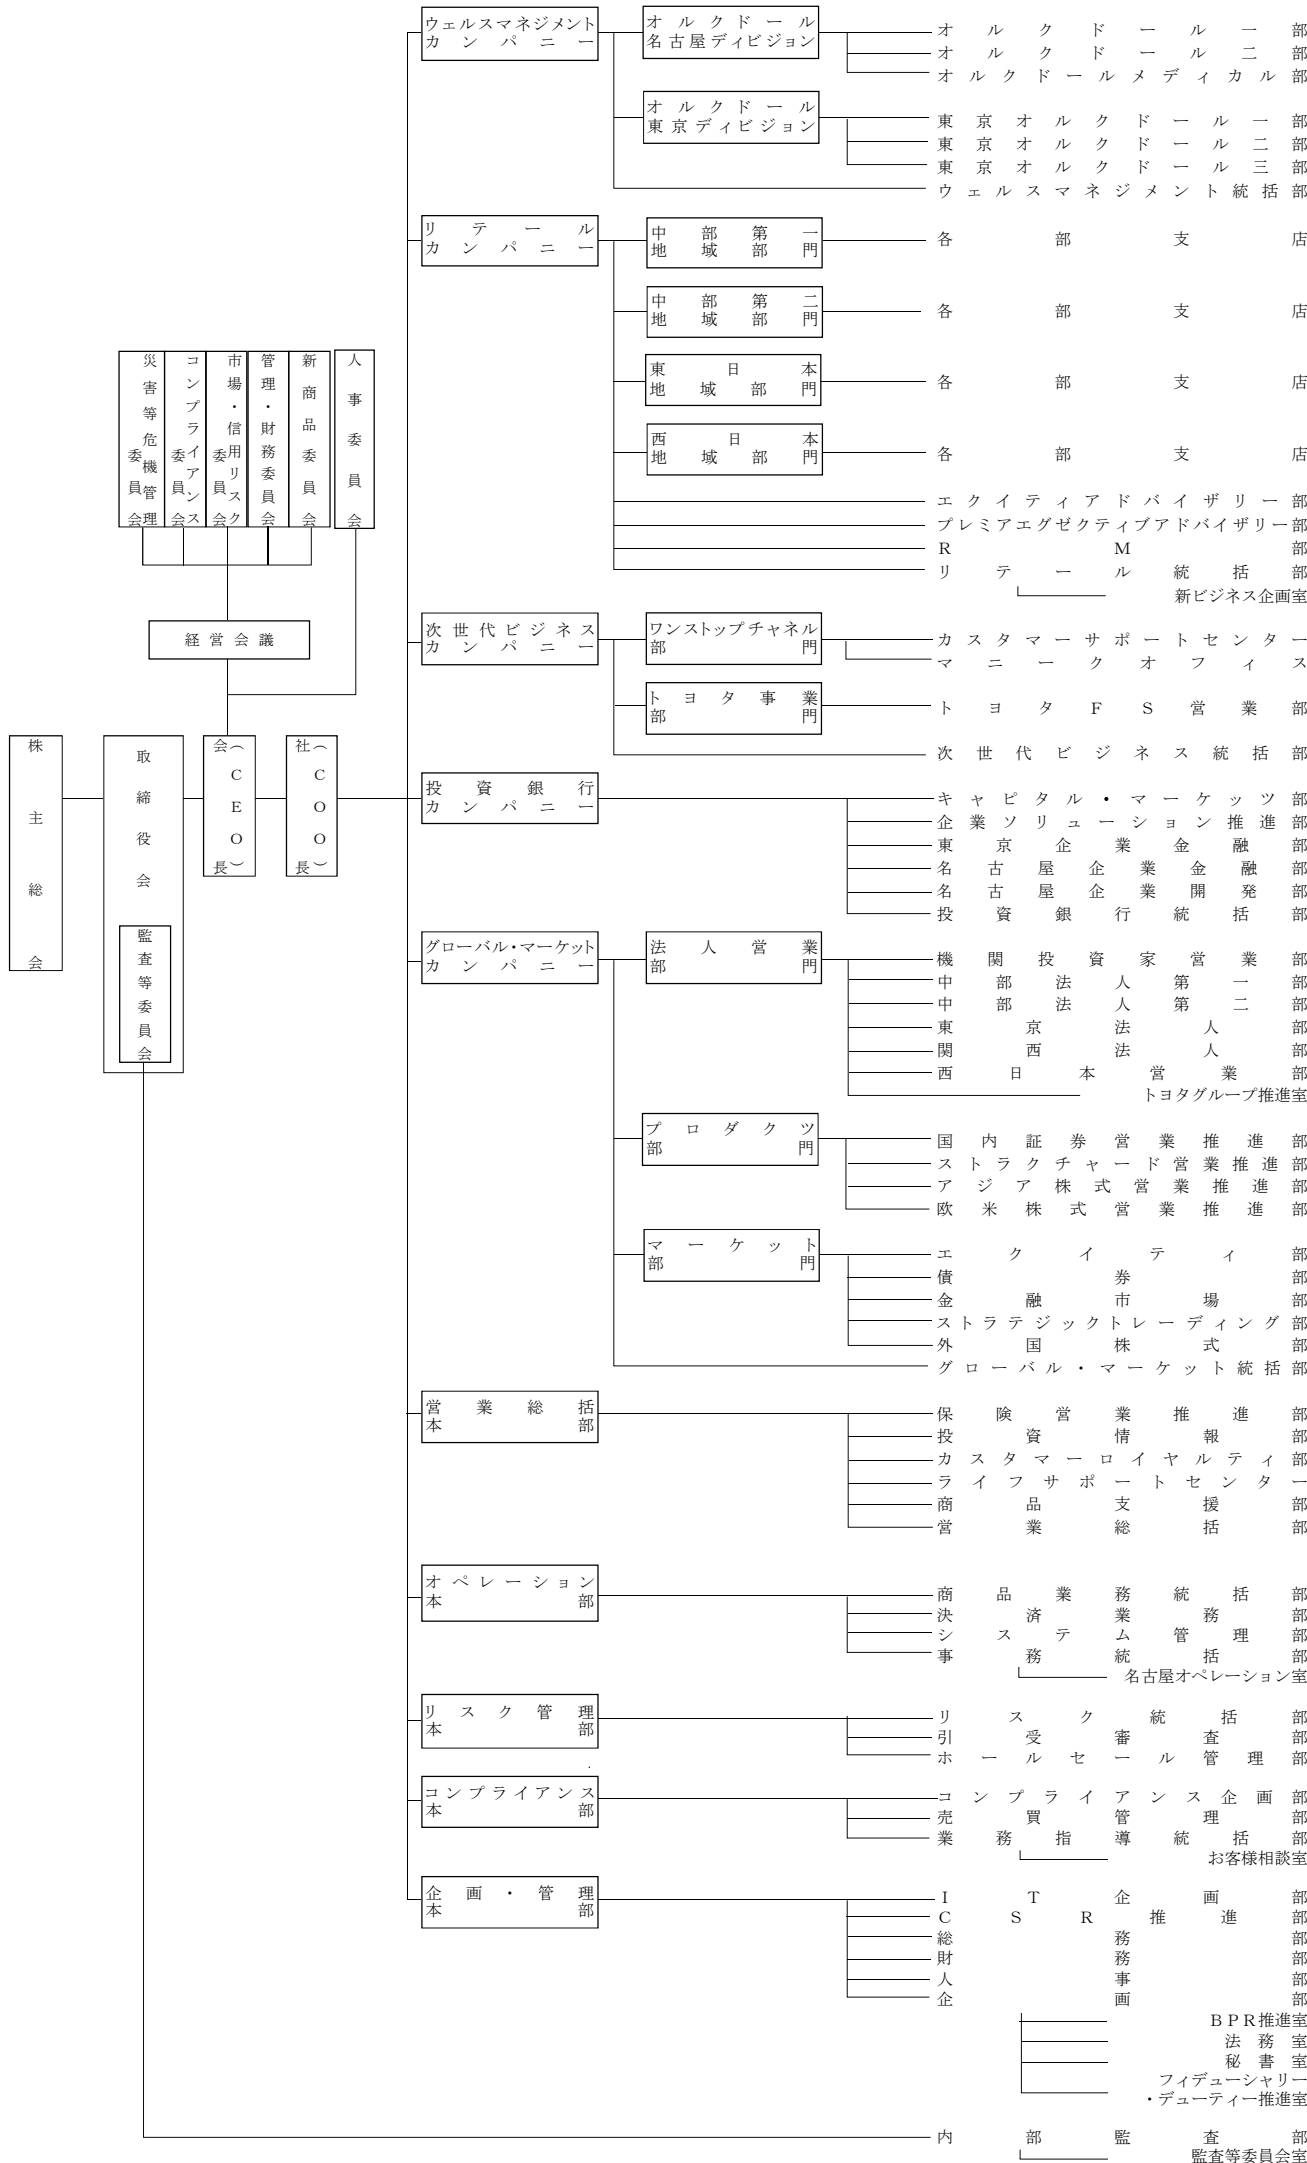 ウェルスマネジメント
カンパニー
オルクドール
名古屋ディビジョン
オルクドール一部
オルクドール二部
オルクドールメディカル部
オルクドール
東京ディビジョン
東京オルクドール一部
東京オルクドール二部
東京オルクドール三部
ウェルスマネジメント統括部
リテール
カンパニー
中部第一
地域部門
各部支店
中部第二
地域部門
各部支店
東日本
地域部門
各部支店
西日本
地域部門
各部支店
エクイティアドバイザリー部
プレミアエグゼクティブアドバイザリー部
RM部
リテール統括部
新ビジネス企画室
災害等危機管理
委員会
コンプライアンス
委員会
市場・信用リスク
委員会
管理・財務委員会
新商品委員会
人事委員会
経営会議
次世代ビジネス
カンパニー
ワンストップチャネル
部門
カスタマーサポートセンター
マニークオフィス
トヨタ事業
部門
トヨタFS営業部
次世代ビジネス統括部
株主総会
取締役会
監査等委員会
会長
(CEO)
社長
(COO)
投資銀行
カンパニー
キャピタル・マーケッツ部
企業ソリューション推進部
東京企業金融部
名古屋企業金融部
名古屋企業開発部
投資銀行統括部
グローバル・マーケット
カンパニー
法人営業
部門
機関投資家営業部
中部法人第一部
中部法人第二部
東京法人部
関西法人部
西日本営業部
トヨタグループ推進室
プロダクツ
部門
国内証券営業推進部
ストラクチャード営業推進部
アジア株式営業推進部
欧米株式営業推進部
マーケット
部門
エクイティ部
債券部
金融市場部
ストラテジックトレーディング部
外国株式部
グローバル・マーケット統括部
営業総括
本部
保険営業推進部
投資情報部
カスタマーロイヤルティ部
ライフサポートセンター
商品支援部
営業総括部
オペレーション
本部
商品業務統括部
決済業務部
システム管理部
事務統括部
名古屋オペレーション室
リスク管理
本部
リスク統括部
引受審査部
ホールセール管理部
コンプライアンス
本部
コンプライアンス企画部
売買管理部
業務指導統括部
お客様相談室
企画・管理
本部
IT企画部
CSR推進部
総務部
財務部
人事部
企画部
BPR推進室
法務室
秘書室
フィデューシャリー
・デューティー推進室
内部監査部
監査等委員会室